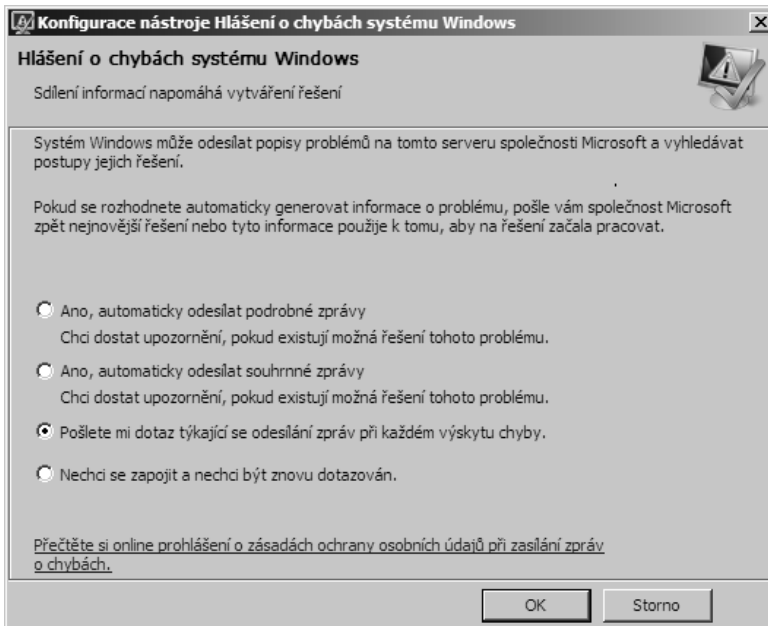 Konfigurace nástroje Hlášení o chybách systému Windows
Hlášení o chybách systému Windows
Sdílení informací napomáhá vytváření řešení
Systém Windows může odesílat popisy problémů na tomto serveru společnosti Microsoft a vyhledávat
postupy jejich řešení.
Pokud se rozhodnete automaticky generovat informace o problému, pošle vám společnost Microsoft
zpět nejnovější řešení nebo tyto informace použije k tomu, aby na řešení začala pracovat.
Ano, automaticky odesílat podrobné zprávy
Chci dostat upozornění, pokud existují možná řešení tohoto problému.
Ano, automaticky odesílat souhrnné zprávy
Chci dostat upozornění, pokud existují možná řešení tohoto problému.
Pošlete mi dotaz týkající se odesílání zpráv při každém výskytu chyby.
Nechci se zapojit a nechci být znovu dotazován.
Přečtěte si online prohlášení o zásadách ochrany osobních údajů při zasílání zpráv
o chybách.
OK Storno